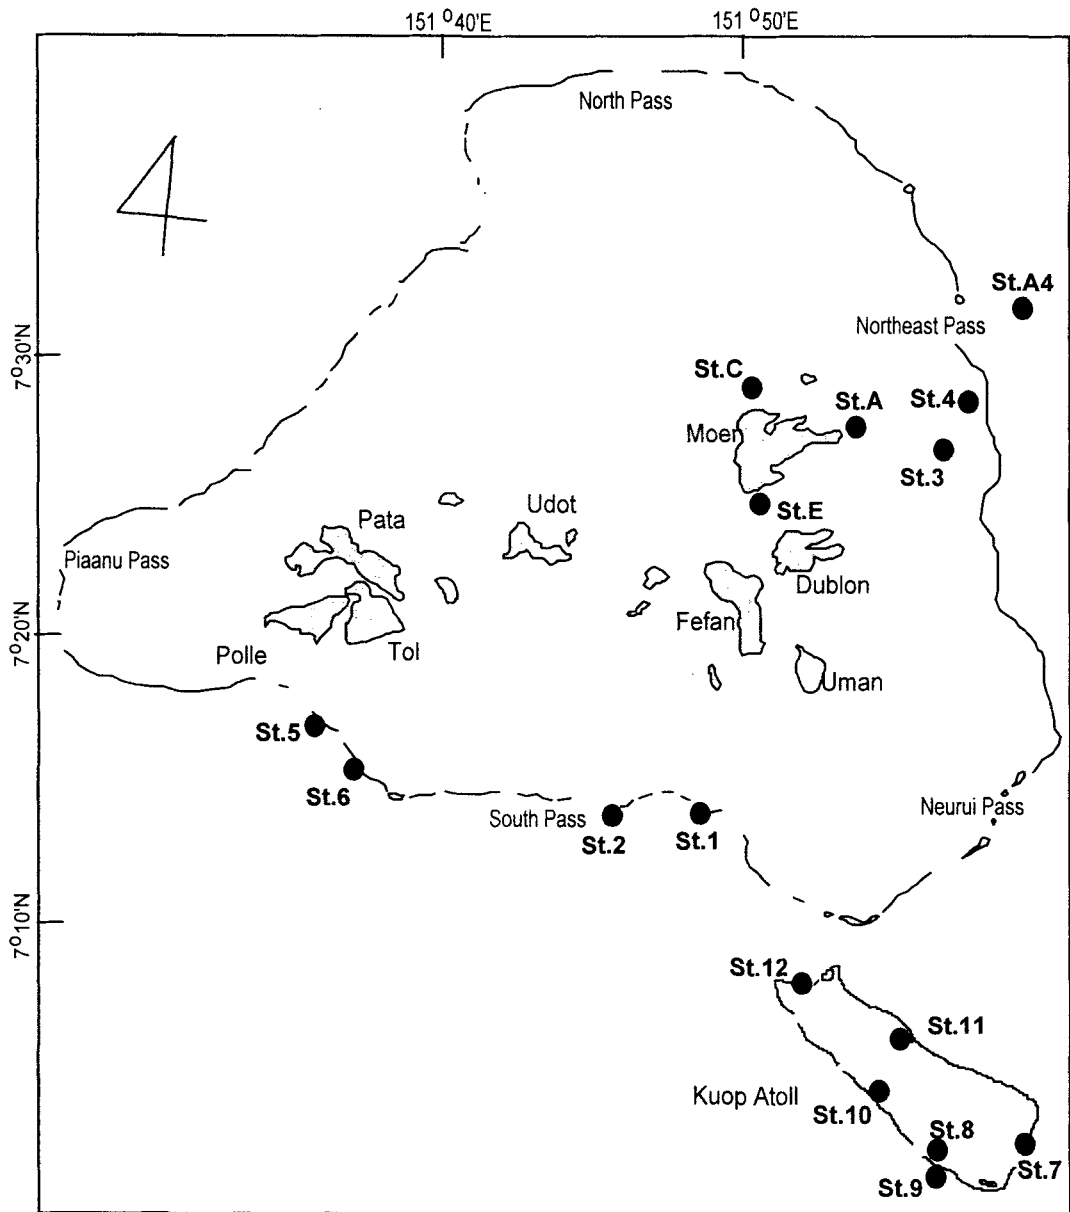 151 °40'E
151 °50'E
North Pass
4
St.A4
Northeast Pass
7°30'N
St.C
St.4
St.A
Moen
St.3
Udot
St.E
Pata
Piaanu Pass
Dublon
Fefan
7°20'N
Tol
Polle
Uman
St.5
St.6
South Pass
Neurui Pass
St.2
St.1
7°10'N
St.12
St.11
Kuop Atoll
St.10
St.8
St.7
St.9